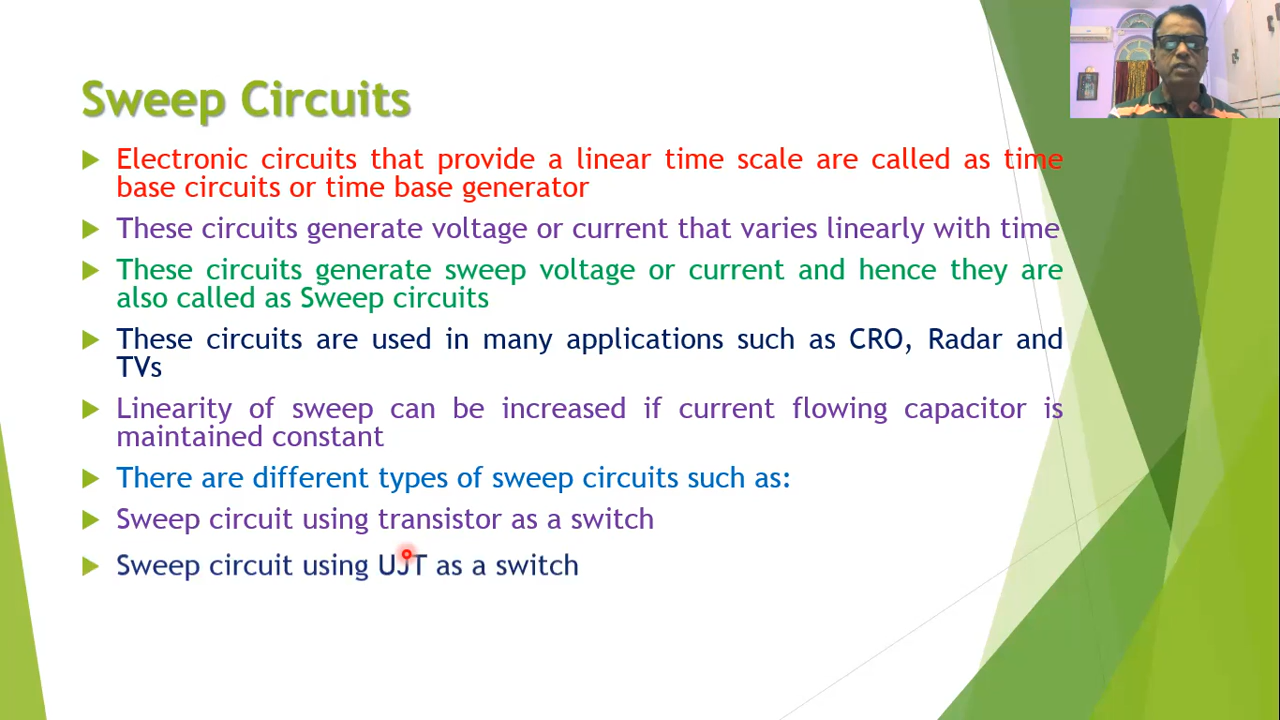 Sweep Circuits
Electronic circuits that provide a linear time scale are called as time
base circuits or time base generator
These circuits generate voltage or current that varies linearly with time
These circuits generate sweep voltage or current and hence they are
also called as Sweep circuits
These circuits are used in many applications such as CRO, Radar and
TVs
Linearity of sweep can be increased if current flowing capacitor is
maintained constant
There are different types of sweep circuits such as:
Sweep circuit using transistor as a switch
Sweep circuit using UJT as a switch